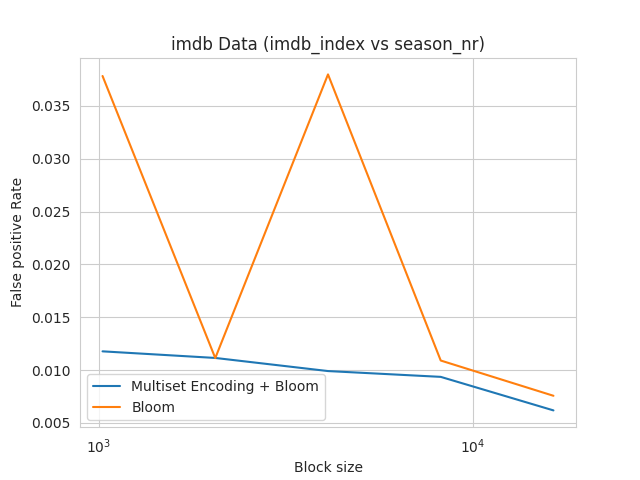 imdb Data (imdb_index vs season_nr)
False positive Rate
0.035
0.030
0.025
0.020
0.015
0.010
0.005
Multiset Encoding + Bloom
Bloom
10³
10⁴
Block size